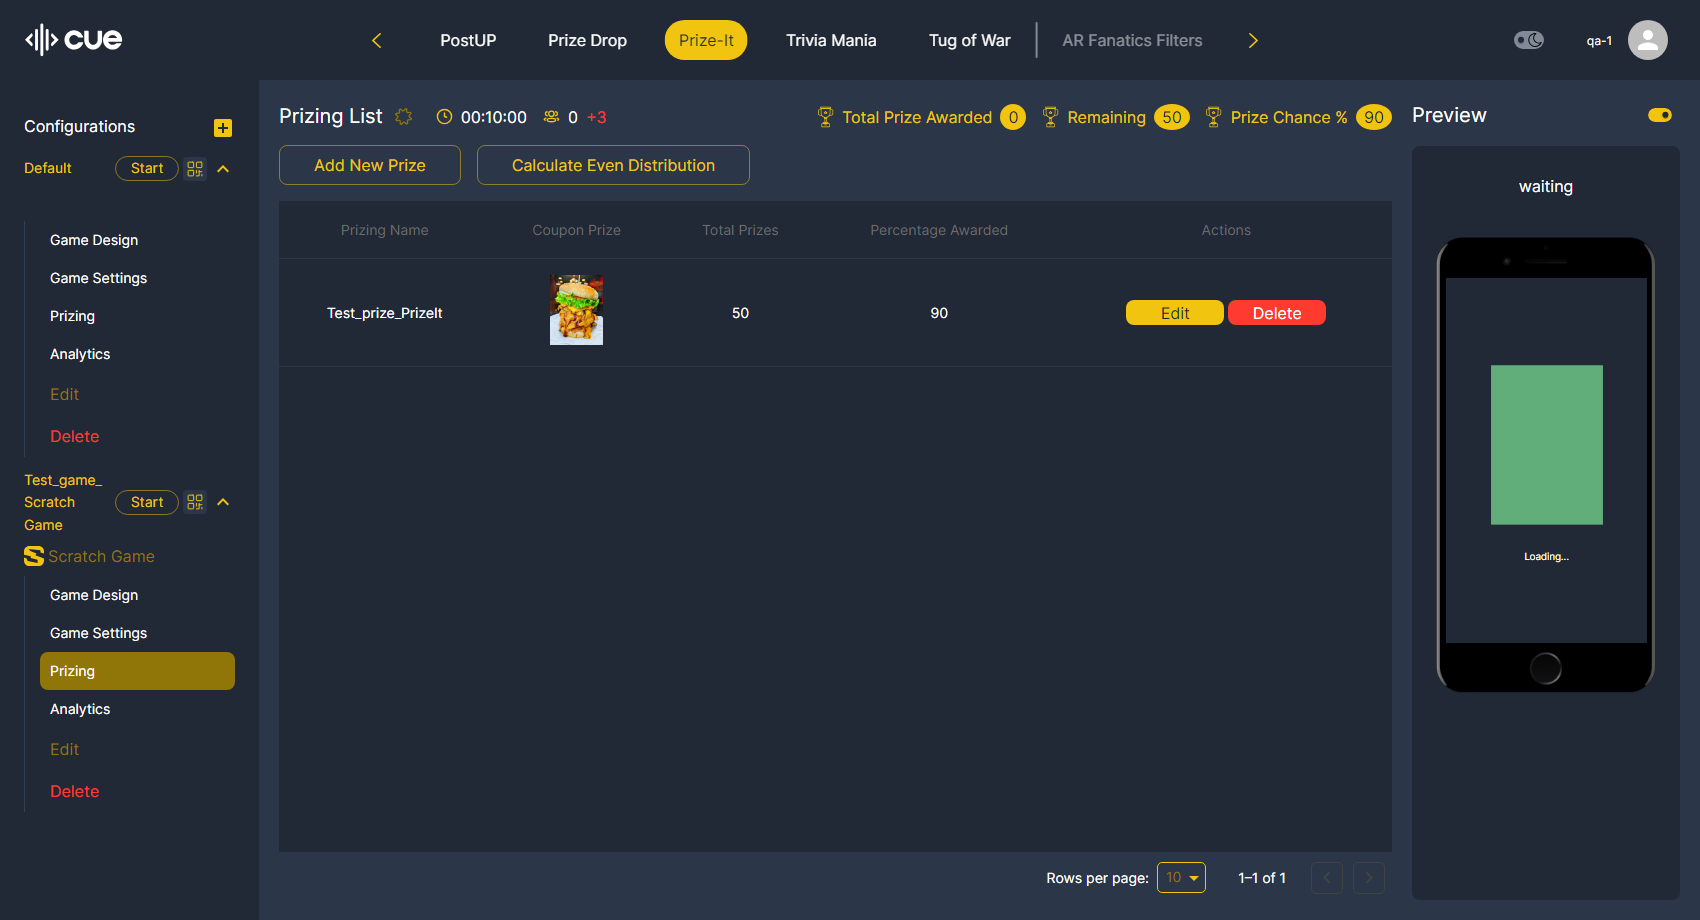 cue
PostUP
Prize Drop
Prize-It
Trivia Mania
Tug of War
AR Fanatics Filters
qa-1
Configurations
Default
Start
Game Design
Game Settings
Prizing
Analytics
Edit
Delete
Test_game_
Scratch
Game
Start
Scratch Game
Game Design
Game Settings
Prizing
Analytics
Edit
Delete
Prizing List
00:10:00
0 +3
Total Prize Awarded 0
Remaining 50
Prize Chance % 90
Add New Prize
Calculate Even Distribution
Prizing Name Coupon Prize Total Prizes Percentage Awarded Actions
Test_prize_PrizeIt 50 90 Edit Delete
Rows per page: 10 1–1 of 1
Preview
waiting
Loading...